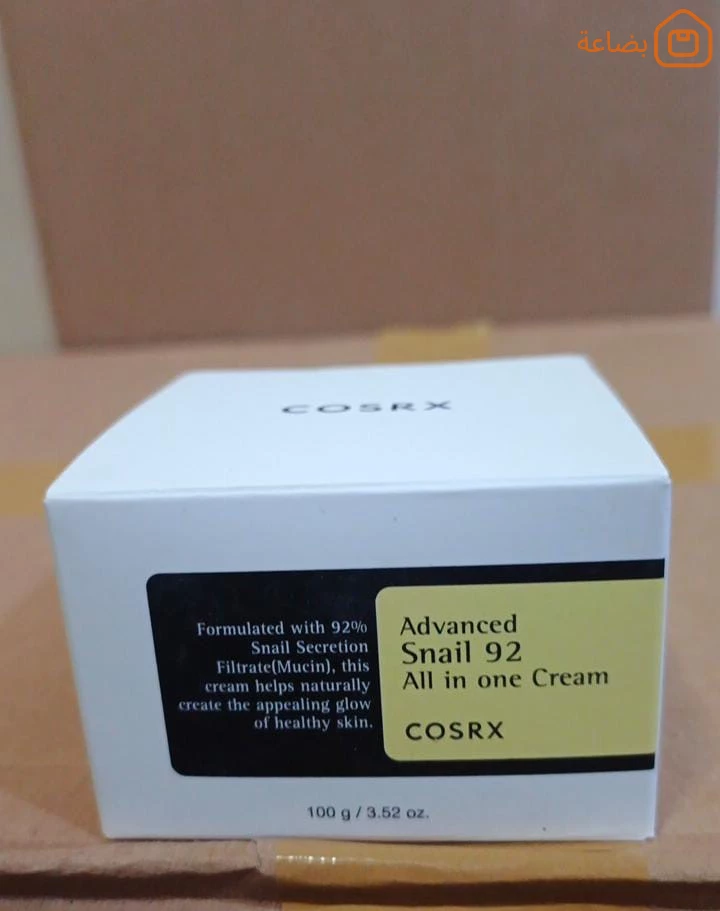 بضاعة
COSRX
Formulated with 92%
Snail Secretion
Filtrate(Mucin), this
cream helps naturally
create the appealing glow
of healthy skin.
Advanced
Snail 92
All in one Cream
COSRX
100 g / 3.52 oz.